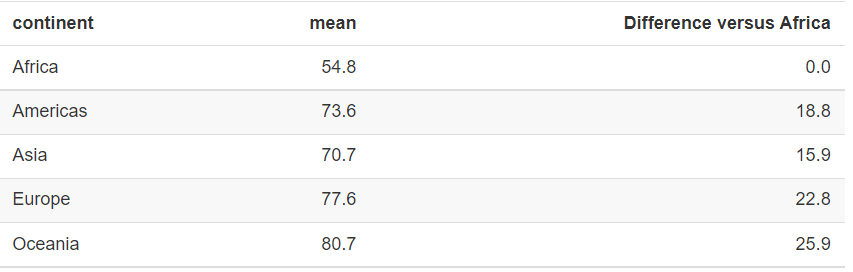 continent mean Difference versus Africa
Africa 54.8 0.0
Americas 73.6 18.8
Asia 70.7 15.9
Europe 77.6 22.8
Oceania 80.7 25.9